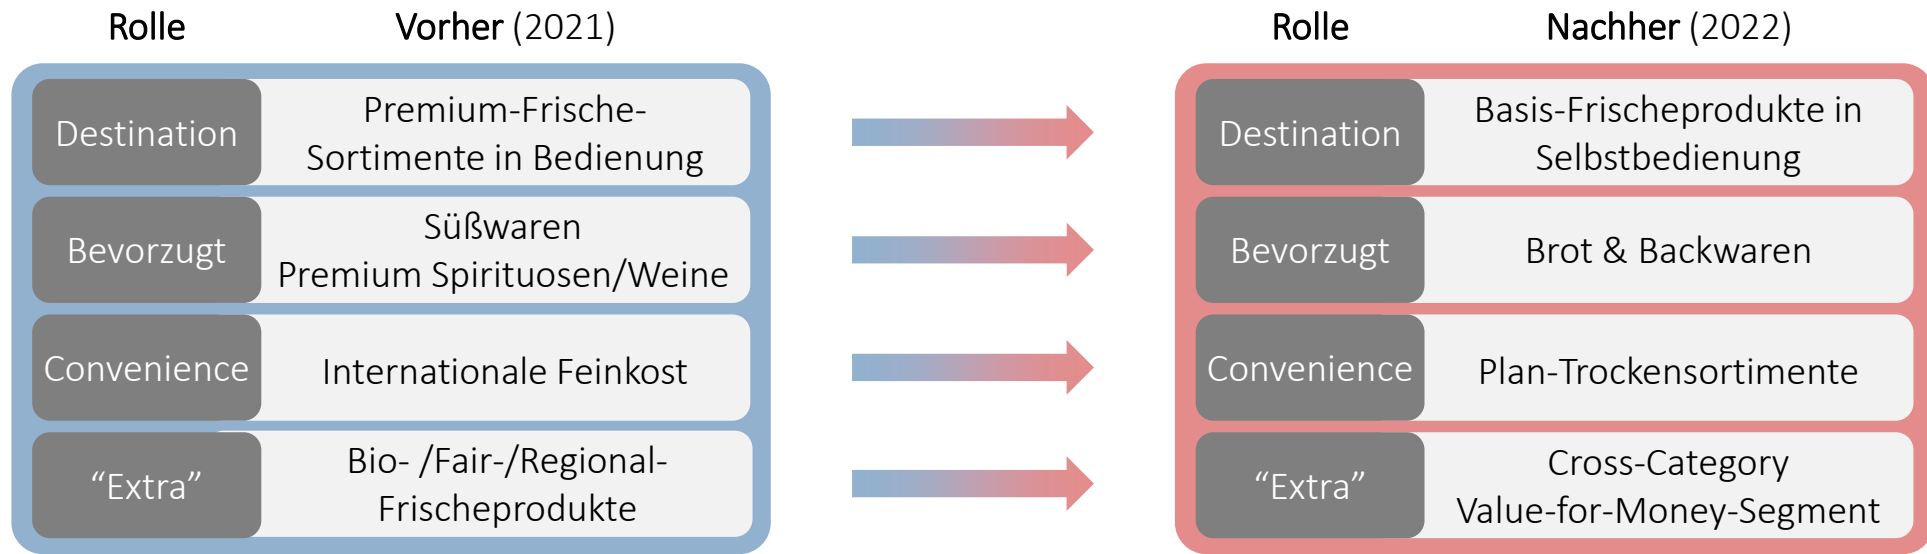 Rolle Vorher (2021) Rolle Nachher (2022)
Destination
Premium-Frische-
Sortimente in Bedienung
Bevorzugt
Süßwaren
Premium Spirituosen/Weine
Convenience
Internationale Feinkost
“Extra”
Bio- /Fair-/Regional-
Frischeprodukte
Destination
Basis-Frischeprodukte in
Selbstbedienung
Bevorzugt
Brot & Backwaren
Convenience
Plan-Trockensortimente
“Extra”
Cross-Category
Value-for-Money-Segment